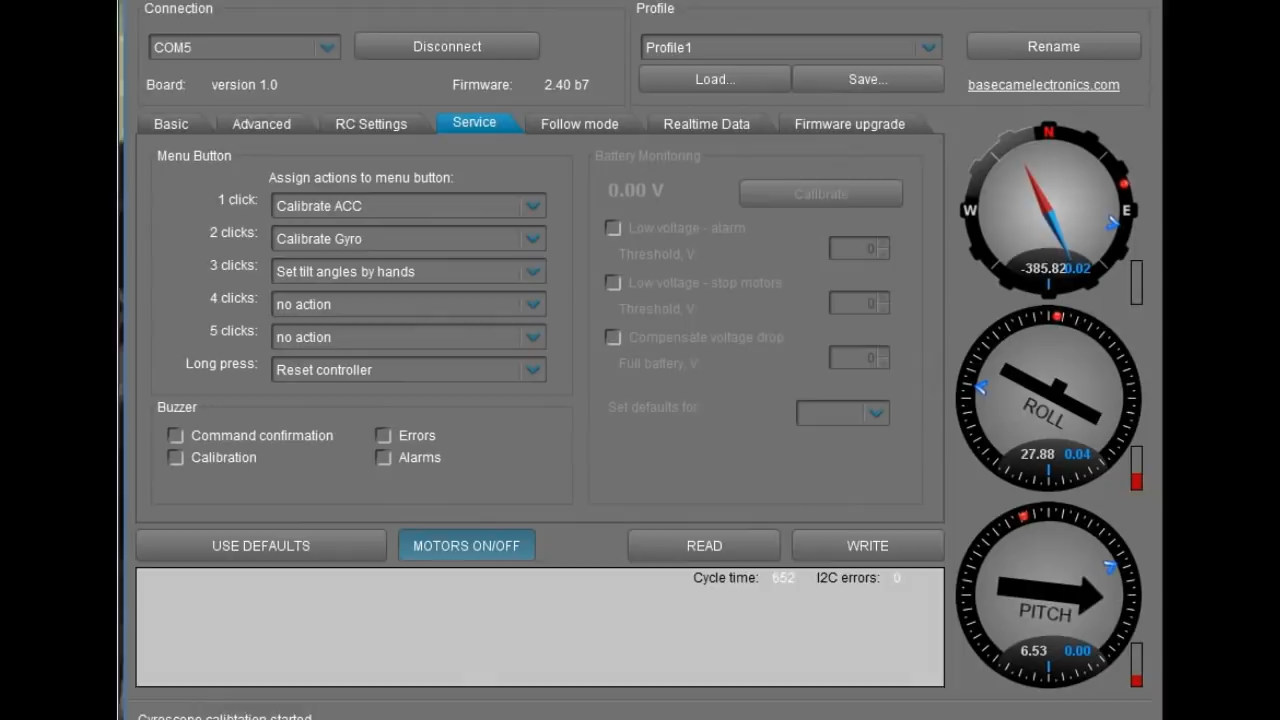 Connection
Profile
COM5
Disconnect
Profile1
Rename
Load...
Save...
Board: version 1.0
Firmware: 2.40 b7
basecamelectronics.com
Basic
Advanced
RC Settings
Service
Follow mode
Realtime Data
Firmware upgrade
Menu Button
Assign actions to menu button:
1 click: Calibrate ACC
2 clicks: Calibrate Gyro
3 clicks: Set tilt angles by hands
4 clicks: no action
5 clicks: no action
Long press: Reset controller
Buzzer
Command confirmation
Errors
Calibration
Alarms
Battery Monitoring
0.00 V
Calibrate
Low voltage - alarm
Threshold, V: 0
Low voltage - stop motors
Threshold, V: 0
Compensate voltage drop
Full battery, V: 0
Set defaults for:
N
W
E
-385.82 0.02
ROLL
27.88 0.04
PITCH
6.53 0.00
USE DEFAULTS
MOTORS ON/OFF
READ
WRITE
Cycle time: 652
I2C errors: 0
Gyroscope calibtation started